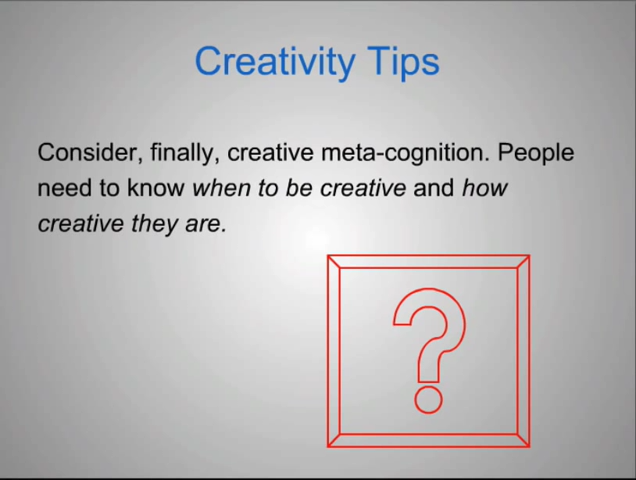 Creativity Tips
Consider, finally, creative meta-cognition. People
need to know when to be creative and how
creative they are.
?